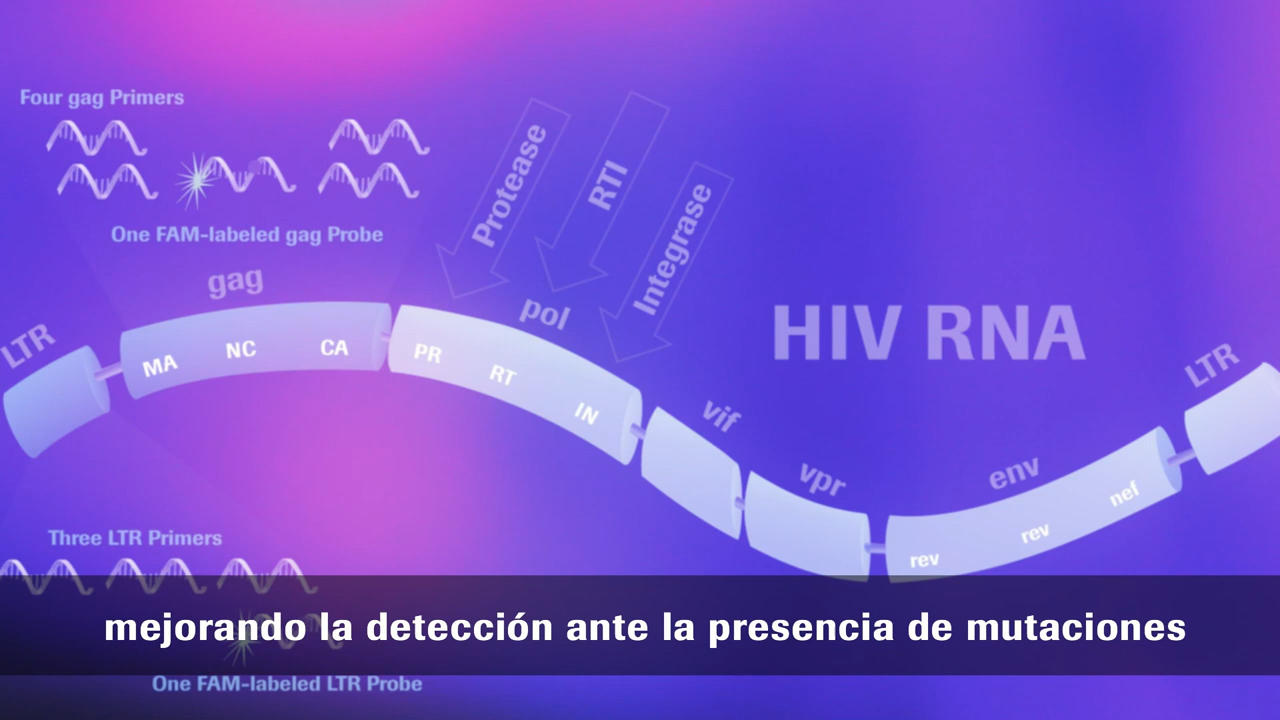 Four gag Primers
One FAM-labeled gag Probe
Protease
RTI
Integrase
LTR
gag
MA
NC
CA
pol
PR
RT
IN
HIV RNA
vif
vpr
env
rev
rev
nef
LTR
Three LTR Primers
mejorando la detección ante la presencia de mutaciones
One FAM-labeled LTR Probe